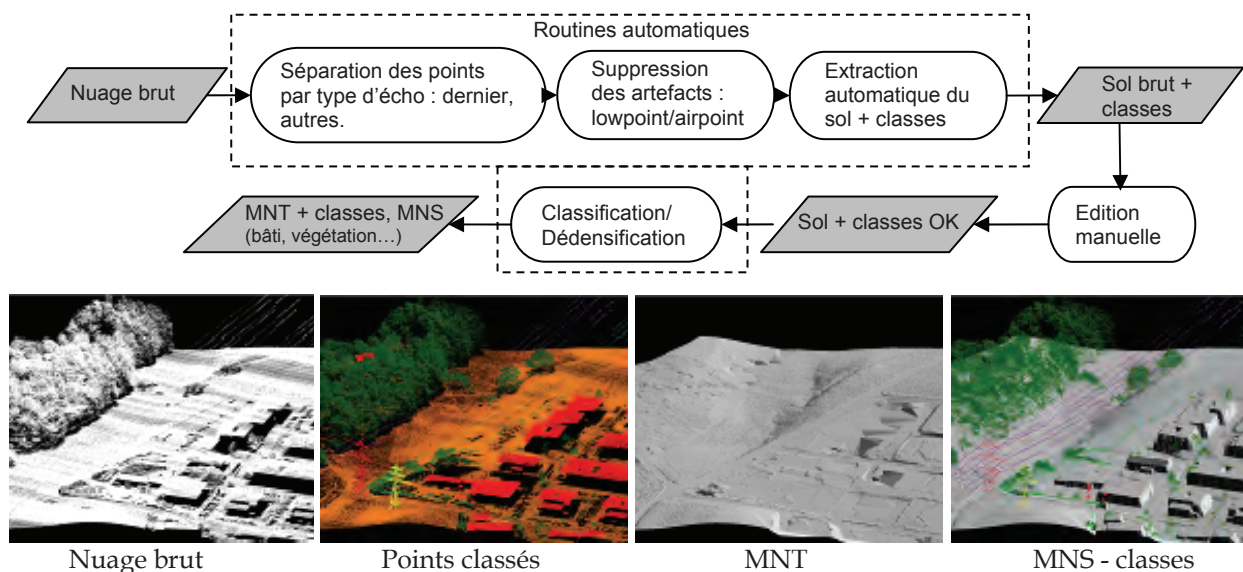 Routines automatiques
Nuage brut
Séparation des points
par type d'écho : dernier,
autres.
Suppression
des artefacts :
lowpoint/airpoint
Extraction
automatique du
sol + classes
Sol brut +
classes
MNT + classes, MNS
(bâti, végétation…)
Classification/
Dédensification
Sol + classes OK
Edition
manuelle
Nuage brut
Points classés
MNT
MNS - classes